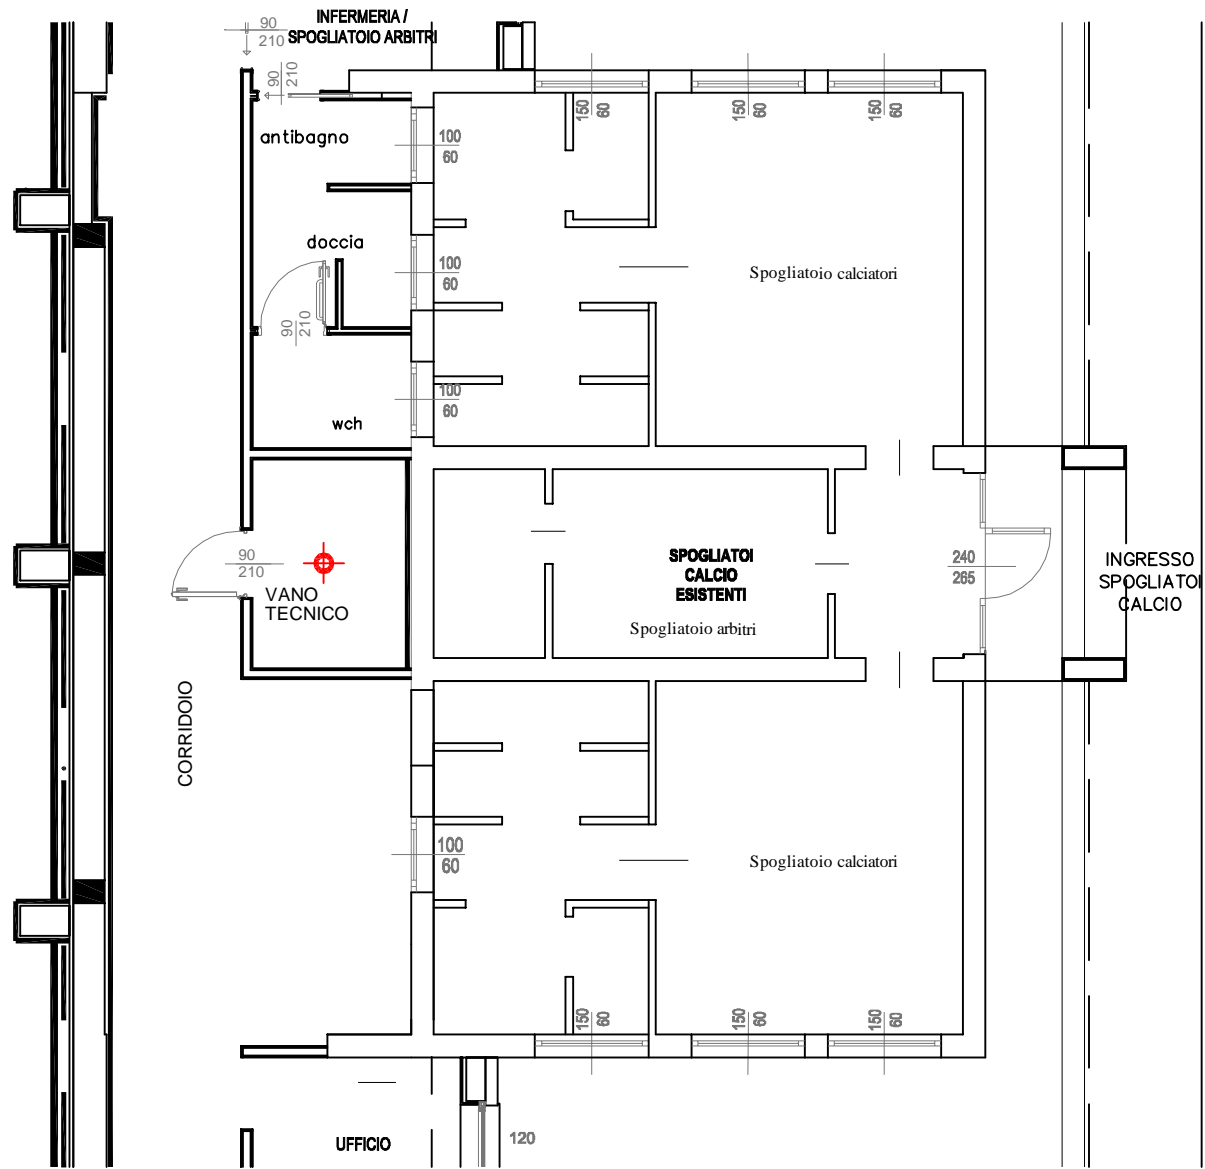 INFERMERIA /
SPOGLIATOIO ARBITRI
90
210
90
210
150
60
150
60
150
60
antibagno
100
60
doccia
100
60
Spogliatoio calciatori
90
210
100
60
wch
90
210
VANO
TECNICO
SPOGLIATOI
CALCIO
ESISTENTI
Spogliatoio arbitri
240
265
INGRESSO
SPOGLIATOI
CALCIO
CORRIDOIO
100
60
Spogliatoio calciatori
150
60
150
60
150
60
UFFICIO
120